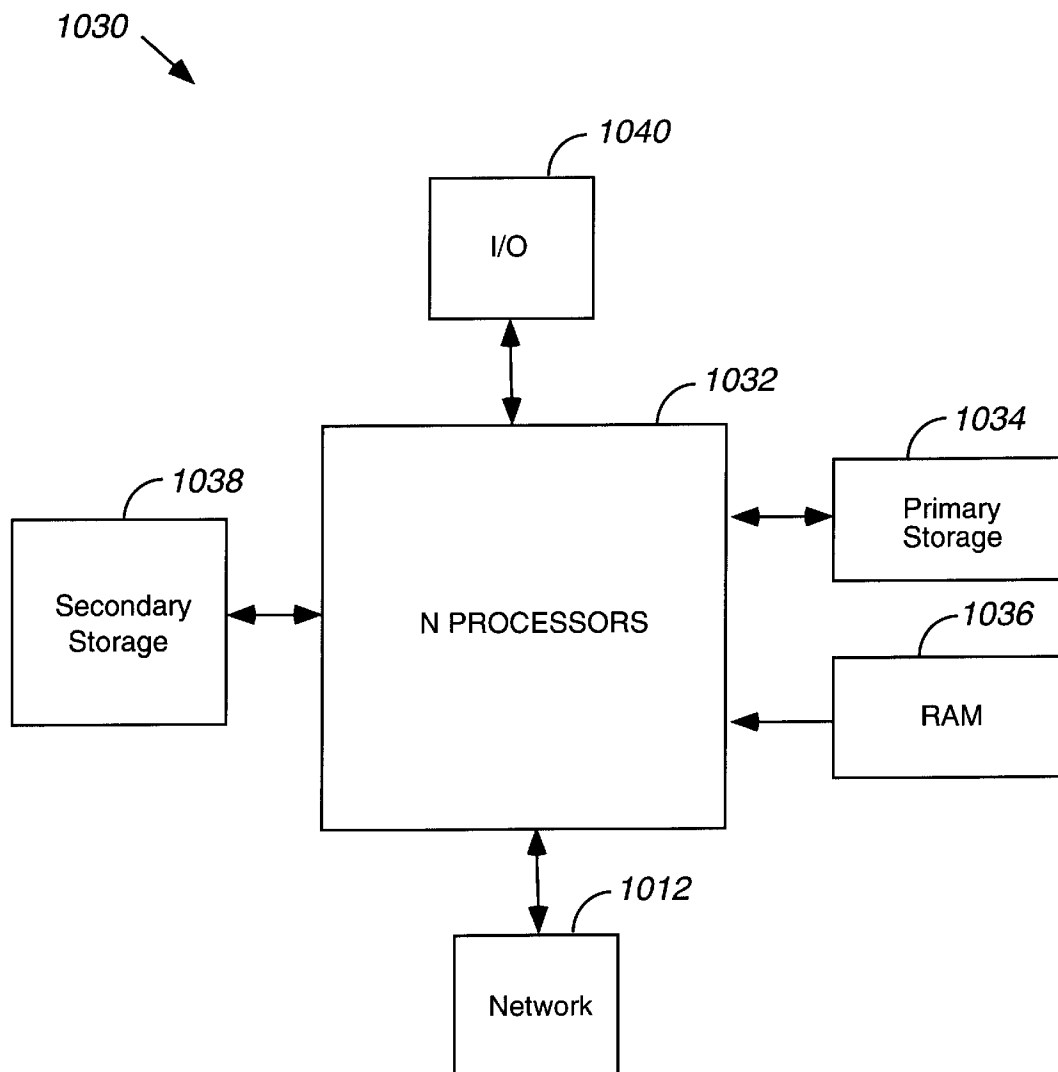 1030
1040
I/O
1032
1034
Primary
Storage
1038
Secondary
Storage
N PROCESSORS
1036
RAM
1012
Network